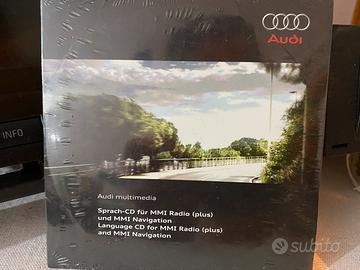 Audi
INFO
Audi multimedia
Sprach-CD für MMI Radio (plus)
und MMI Navigation
Language CD for MMI Radio (plus)
and MMI Navigation
subito